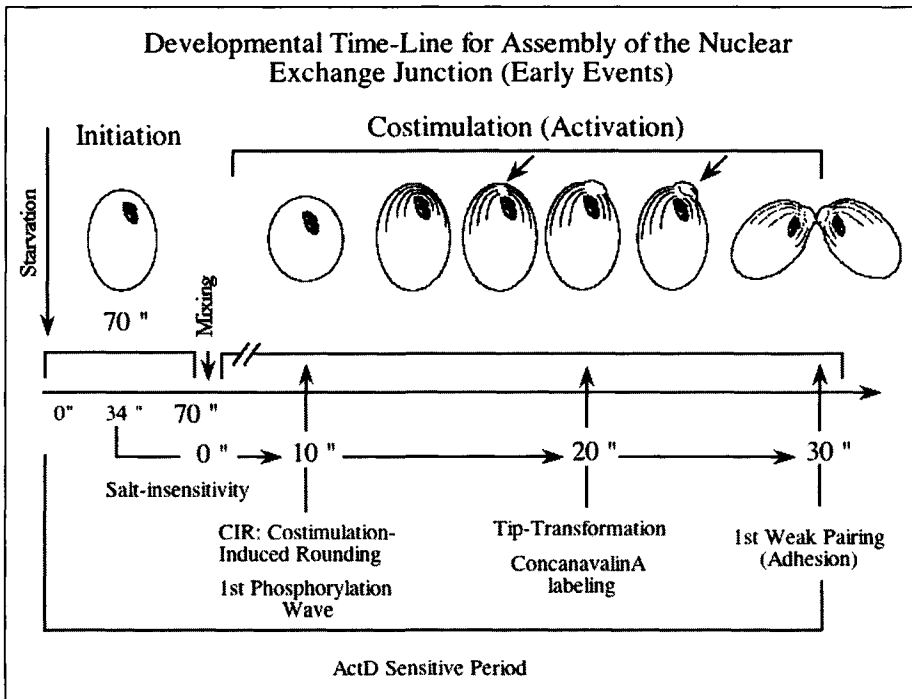 Developmental Time-Line for Assembly of the Nuclear
Exchange Junction (Early Events)
Initiation
Costimulation (Activation)
Starvation
70 "
Mixing
0"
34 "
70 "
0 "
10 "
20 "
30 "
Salt-insensitivity
CIR: Costimulation-
Induced Rounding
1st Phosphorylation
Wave
Tip-Transformation
ConcanavalinA
labeling
1st Weak Pairing
(Adhesion)
ActD Sensitive Period